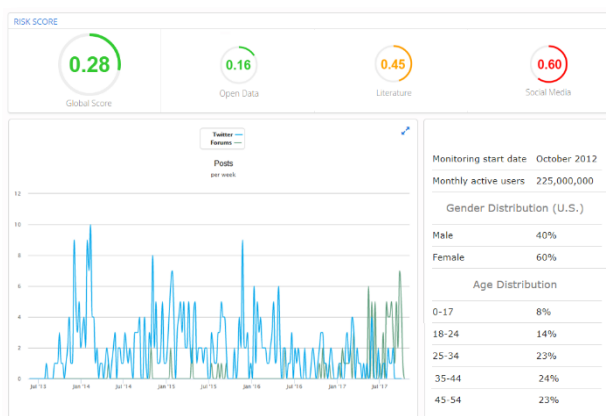 RISK SCORE
0.28
Global Score
0.16
Open Data
0.45
Literature
0.60
Social Media
Twitter
Forums
Posts
per week
12
10
8
6
4
2
0
Jul '13
Jan '14
Jul '14
Jan '15
Jul '15
Jan '16
Jul '16
Jan '17
Jul '17
Monitoring start date October 2012
Monthly active users 225,000,000
Gender Distribution (U.S.)
Male 40%
Female 60%
Age Distribution
0-17 8%
18-24 14%
25-34 23%
35-44 24%
45-54 23%